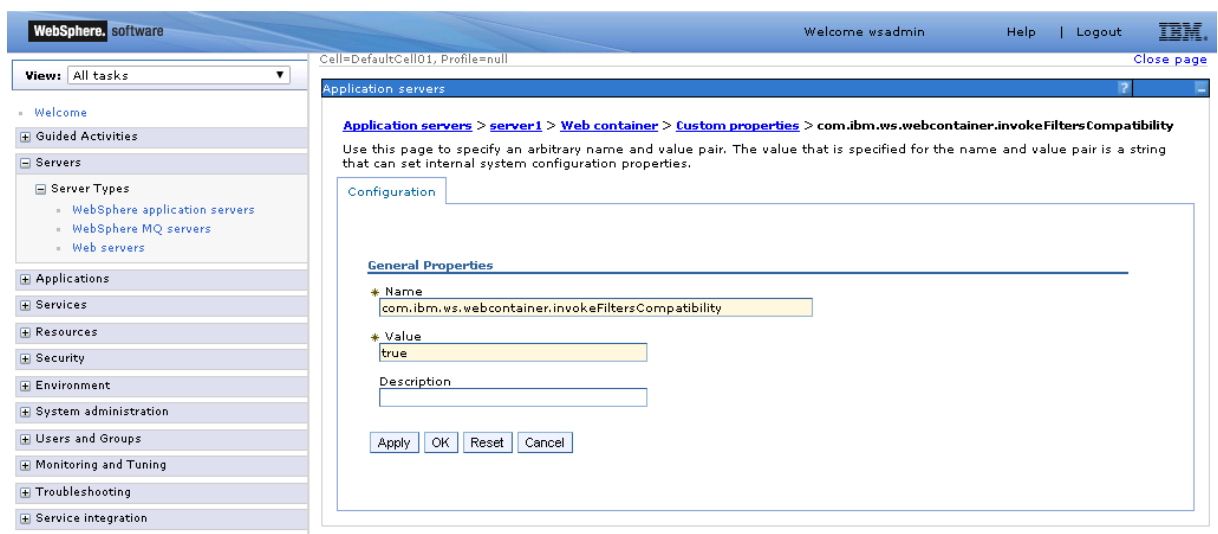 WebSphere. software
Welcome wsadmin
Help | Logout
IBM.
View: All tasks
Welcome
Guided Activities
Servers
Server Types
WebSphere application servers
WebSphere MQ servers
Web servers
Applications
Services
Resources
Security
Environment
System administration
Users and Groups
Monitoring and Tuning
Troubleshooting
Service integration
Cell=DefaultCell01, Profile=null
Close page
Application servers
?
Application servers > server1 > Web container > Custom properties > com.ibm.ws.webcontainer.invokeFiltersCompatibility
Use this page to specify an arbitrary name and value pair. The value that is specified for the name and value pair is a string
that can set internal system configuration properties.
Configuration
General Properties
* Name
com.ibm.ws.webcontainer.invokeFiltersCompatibility
* Value
true
Description
Apply OK Reset Cancel